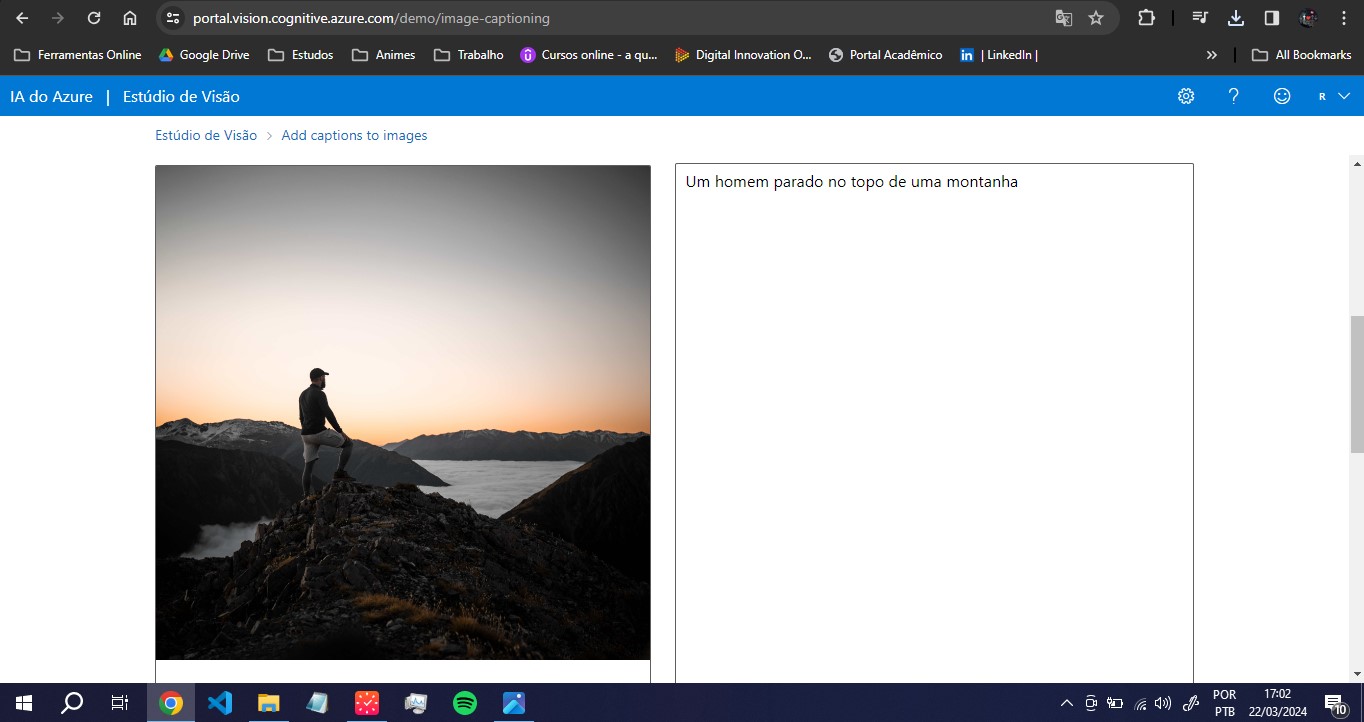 portal.vision.cognitive.azure.com/demo/image-captioning
Ferramentas Online
Google Drive
Estudos
Animes
Trabalho
Cursos online - a qu...
Digital Innovation O...
Portal Acadêmico
| LinkedIn |
All Bookmarks
IA do Azure | Estúdio de Visão
R
Estúdio de Visão > Add captions to images
Um homem parado no topo de uma montanha
POR
PTB
17:02
22/03/2024
10